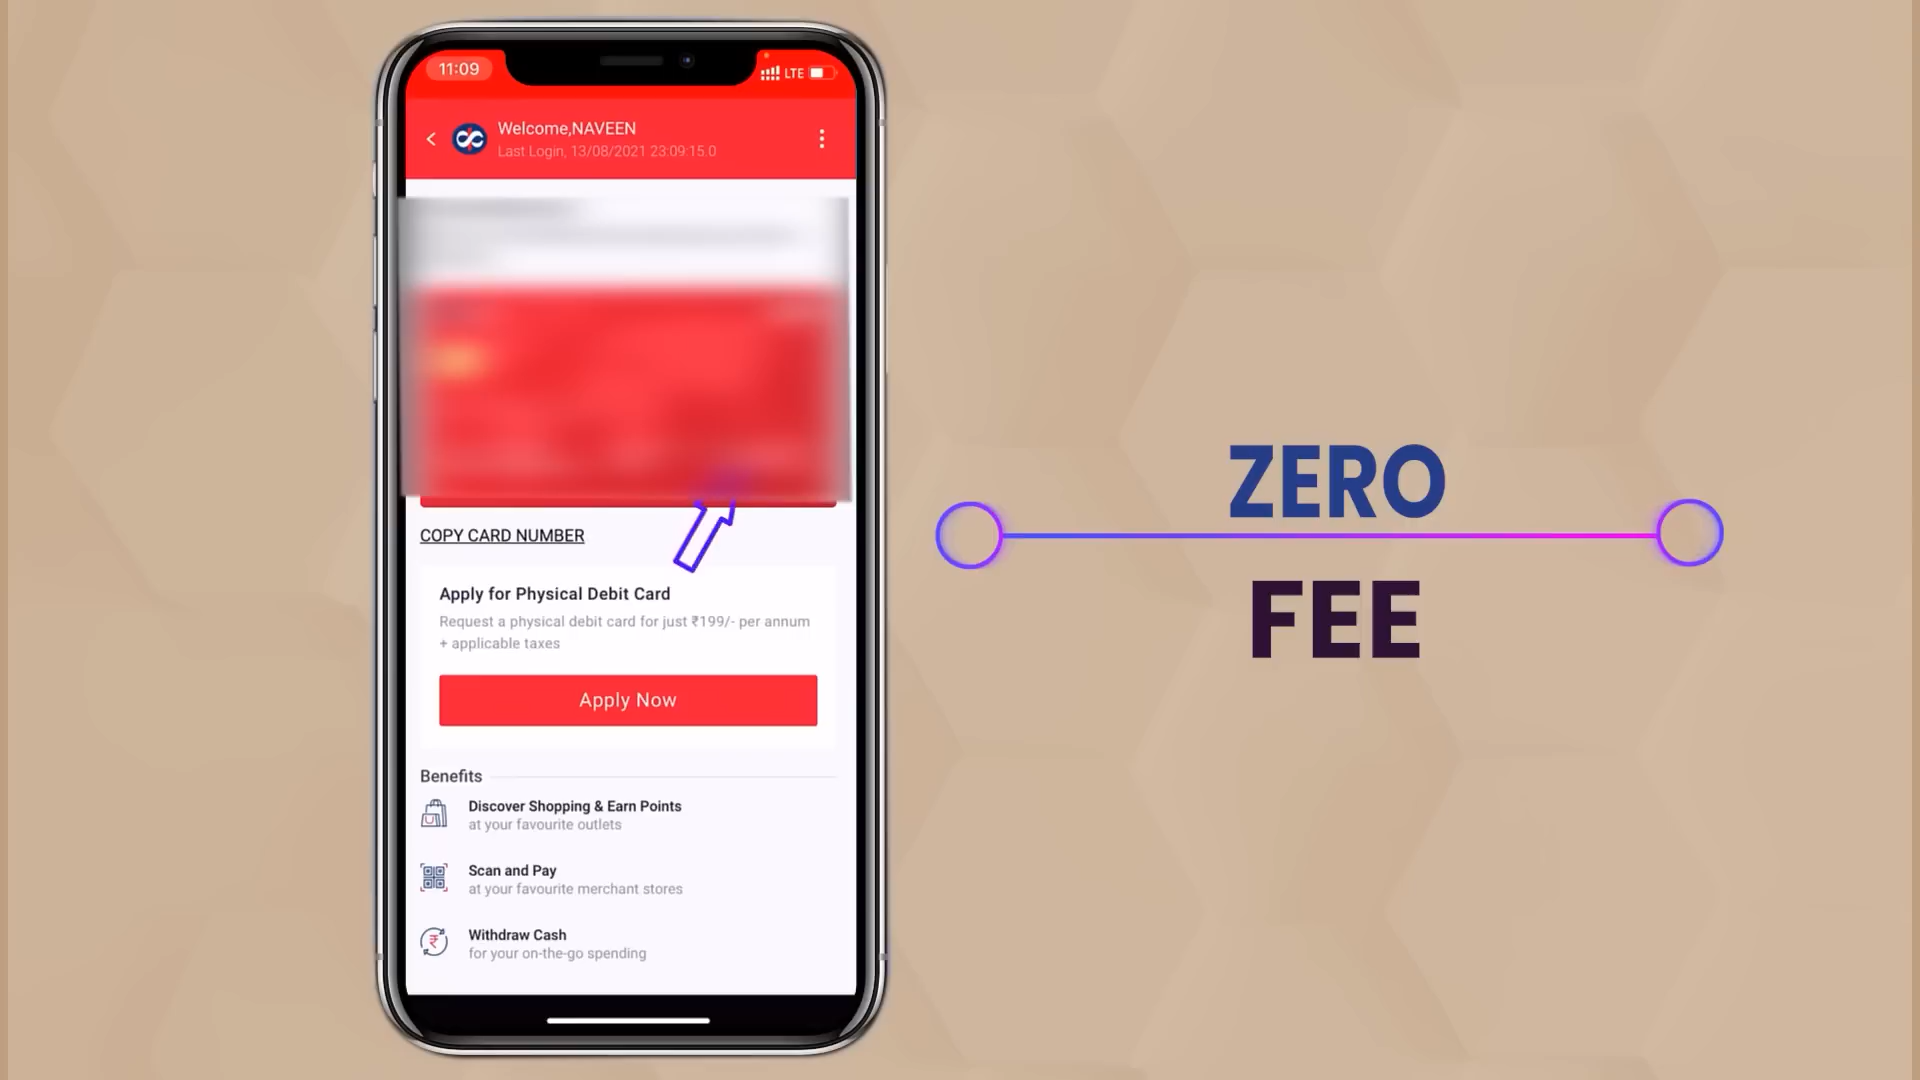 11:09
LTE
Welcome,NAVEEN
Last Login, 13/08/2021 23:09:15.0
COPY CARD NUMBER
Apply for Physical Debit Card
Request a physical debit card for just ₹199/- per annum
+ applicable taxes
Apply Now
Benefits
Discover Shopping & Earn Points
at your favourite outlets
Scan and Pay
at your favourite merchant stores
Withdraw Cash
for your on-the-go spending
ZERO
FEE